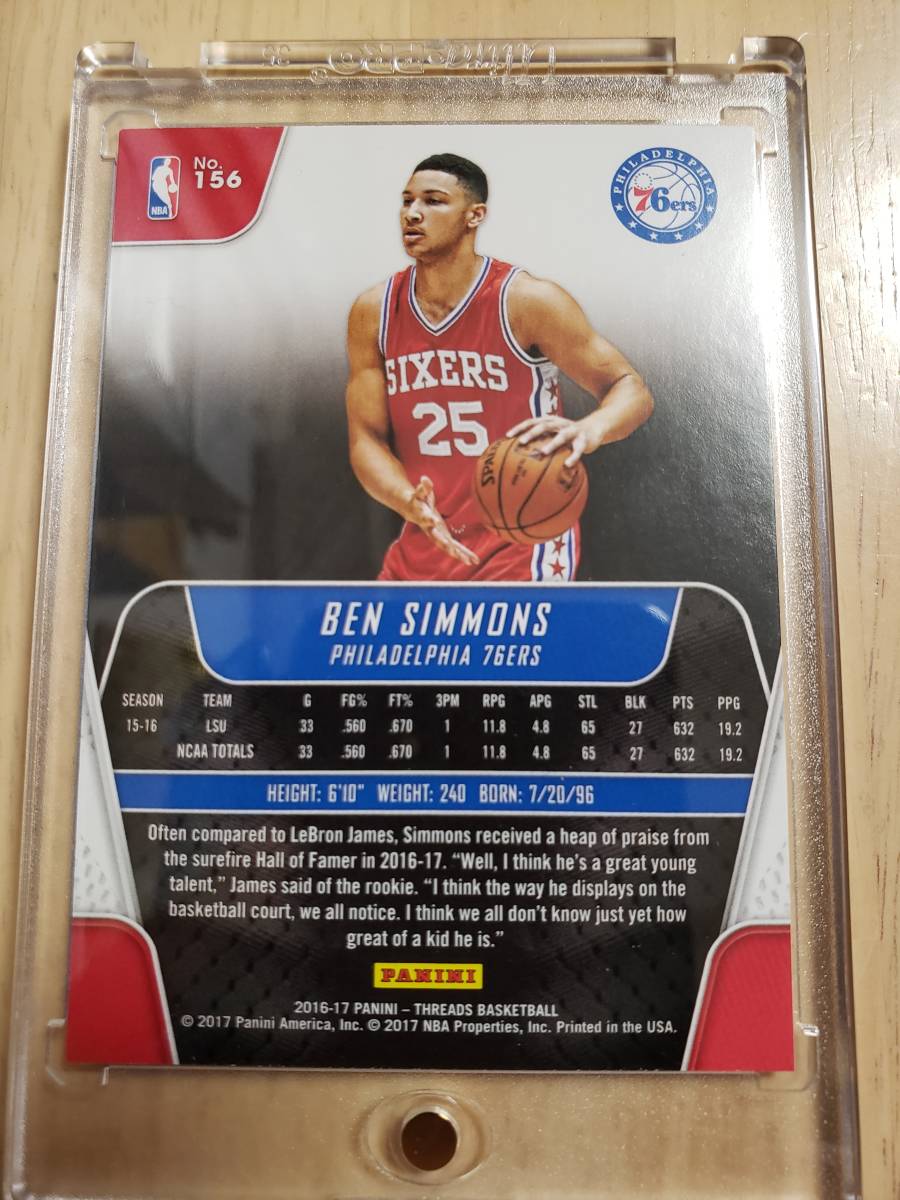 Ultra•PRO®
35
No.
156
NBA
PHILADELPHIA
76ers
SIXERS
25
SPALDING
BEN SIMMONS
PHILADELPHIA 76ERS
SEASON TEAM G FG% FT% 3PM RPG APG STL BLK PTS PPG
15-16 LSU 33 .560 .670 1 11.8 4.8 65 27 632 19.2
NCAA TOTALS 33 .560 .670 1 11.8 4.8 65 27 632 19.2
HEIGHT: 6'10" WEIGHT: 240 BORN: 7/20/96
Often compared to LeBron James, Simmons received a heap of praise from
the surefire Hall of Famer in 2016-17. “Well, I think he's a great young
talent,” James said of the rookie. “I think the way he displays on the
basketball court, we all notice. I think we all don't know just yet how
great of a kid he is.”
PANINI
2016-17 PANINI – THREADS BASKETBALL
© 2017 Panini America, Inc. © 2017 NBA Properties, Inc. Printed in the USA.